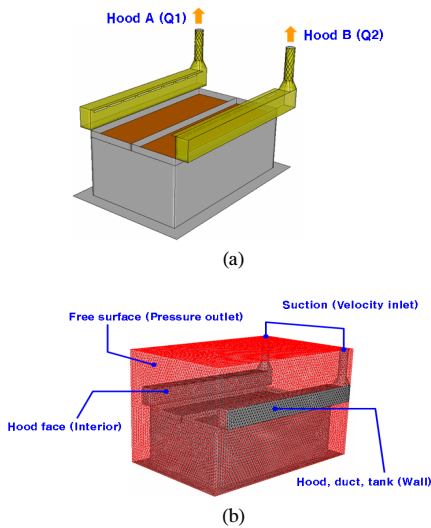 Hood A (Q1)
Hood B (Q2)
(a)
Suction (Velocity inlet)
Free surface (Pressure outlet)
Hood face (Interior)
Hood, duct, tank (Wall)
(b)